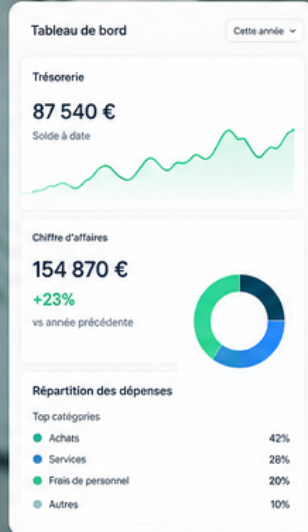 Tableau de bord
Cette année
Trésorerie
87 540 €
Solde à date
Chiffre d'affaires
154 870 €
+23%
vs année précédente
Répartition des dépenses
Top catégories
Achats 42%
Services 28%
Frais de personnel 20%
Autres 10%